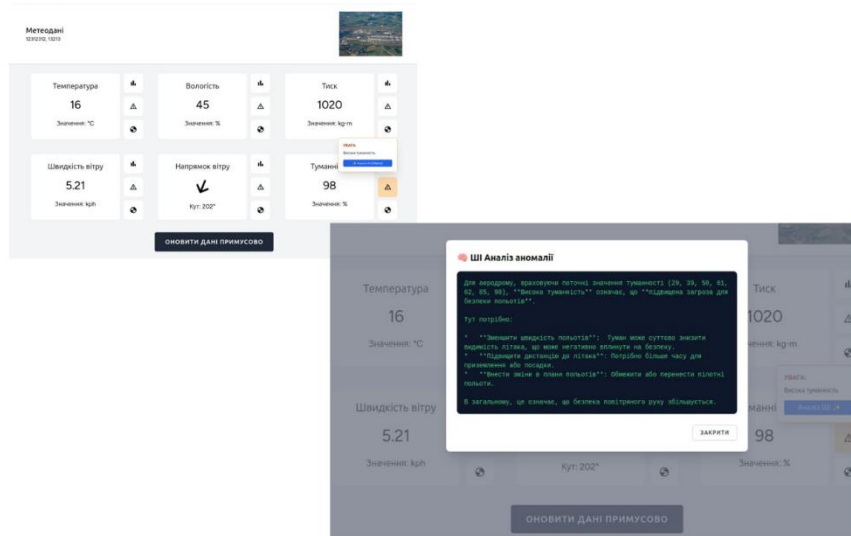 Метеодані
Температура
16
Значення: °C
Вологість
45
Значення: %
Тиск
1020
Значення: kg-m
УВАГА:
Висока туманність
Швидкість вітру
5.21
Значення: kph
Напрямок вітру
Кут: 202°
Туманні
98
Значення: %
ОНОВИТИ ДАНІ ПРИМУСОВО
ШІ Аналіз аномалії
Для аеродрому, враховуючи поточні значення туманності (29, 39, 50, 61,
62, 85, 98), **Висока туманність** означає, що **підвищена загроза для
безпеки польотів**.
Тут потрібно:
* **Зменшити швидкість польотів**: Туман може суттєво знизити
видимість літака, що може негативно вплинути на безпеку.
* **Підвищити дистанцію до літака**: Потрібно більше часу для
приземлення або посадки.
* **Внести зміни в плани польотів**: Обмежити або перенести пілотні
польоти.
В загальному, це означає, що безпека повітряного руху збільшується.
ЗАКРИТИ
Температура
16
Значення: °C
Тиск
1020
чення: kg-m
УВАГА:
Висока туманність
Аналіз ШІ
Швидкість вітру
5.21
Значення: kph
Кут: 202°
манні
98
Значення: %
ОНОВИТИ ДАНІ ПРИМУСОВО